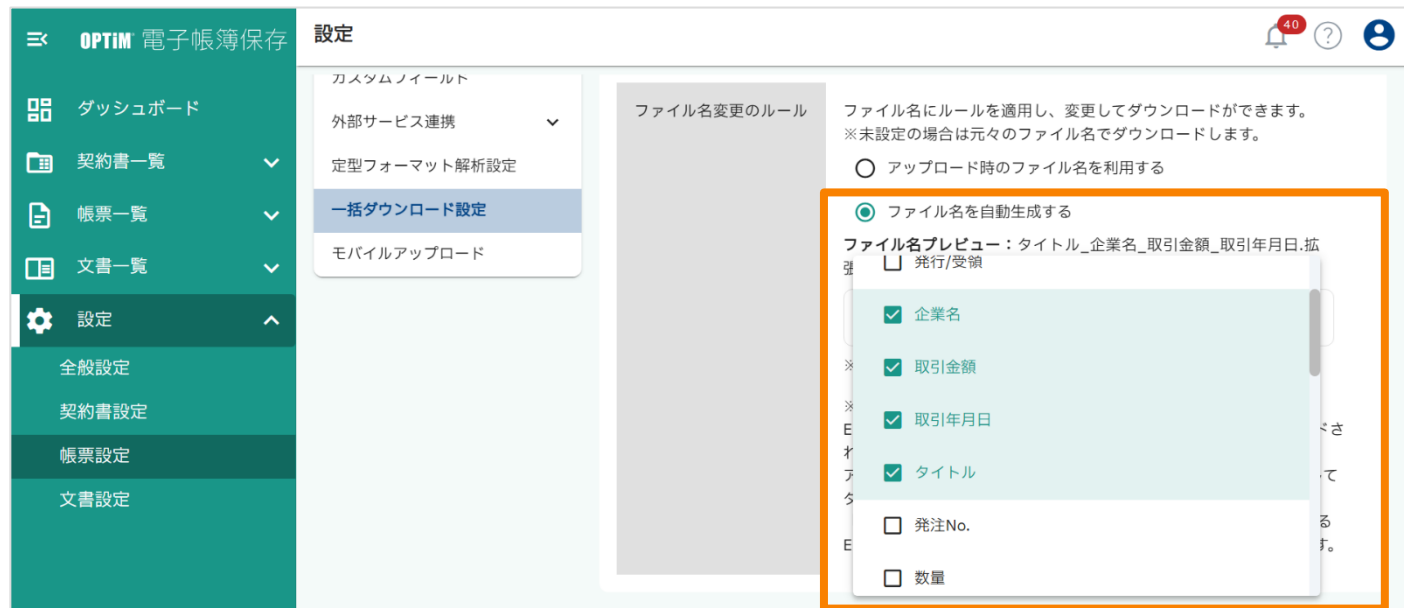 OPTiM 電子帳簿保存
設定
40
ダッシュボード
契約書一覧
帳票一覧
文書一覧
設定
全般設定
契約書設定
帳票設定
文書設定
カスタムフィールド
外部サービス連携
定型フォーマット解析設定
一括ダウンロード設定
モバイルアップロード
ファイル名変更のルール
ファイル名にルールを適用し、変更してダウンロードができます。
※未設定の場合は元々のファイル名でダウンロードします。
アップロード時のファイル名を利用する
ファイル名を自動生成する
ファイル名プレビュー：タイトル_企業名_取引金額_取引年月日.拡
発行/受領
企業名
取引金額
取引年月日
タイトル
発注No.
数量